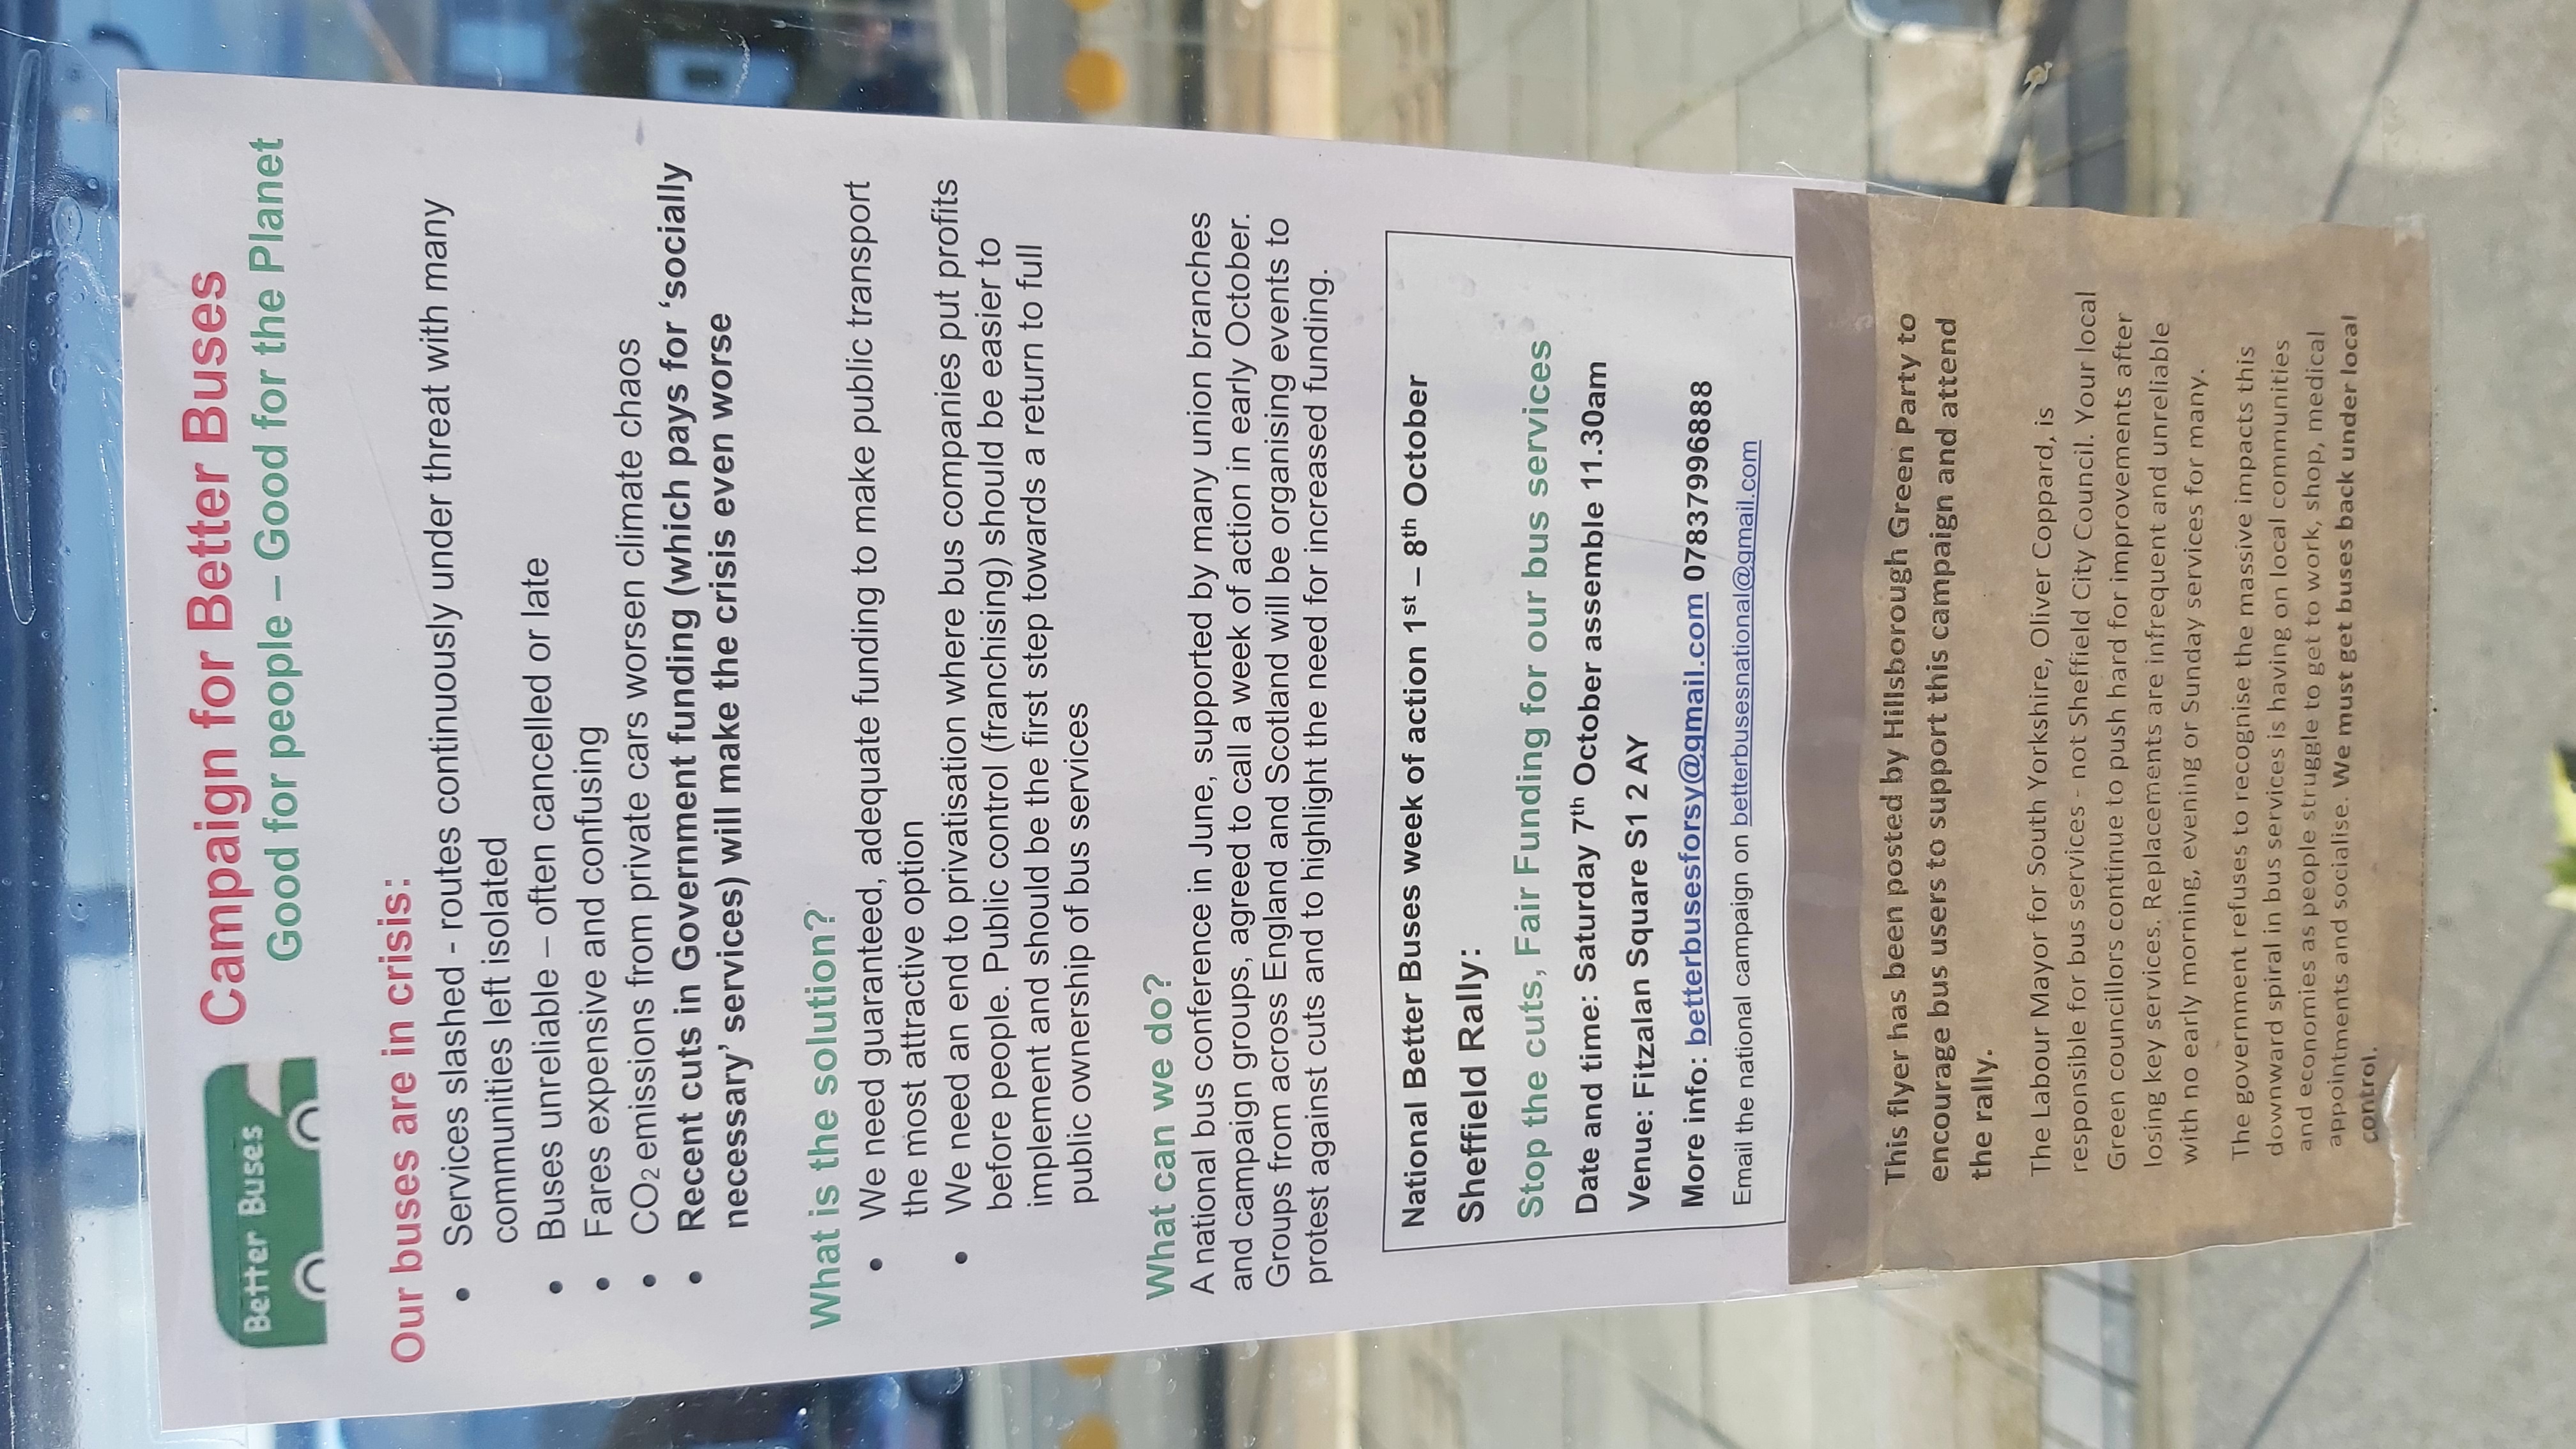 Better Buses
Campaign for Better Buses
Good for people – Good for the Planet
Our buses are in crisis:
• Services slashed - routes continuously under threat with many
communities left isolated
• Buses unreliable – often cancelled or late
• Fares expensive and confusing
• CO₂ emissions from private cars worsen climate chaos
• Recent cuts in Government funding (which pays for ‘socially
necessary’ services) will make the crisis even worse
What is the solution?
• We need guaranteed, adequate funding to make public transport
the most attractive option
• We need an end to privatisation where bus companies put profits
before people. Public control (franchising) should be easier to
implement and should be the first step towards a return to full
public ownership of bus services
What can we do?
A national bus conference in June, supported by many union branches
and campaign groups, agreed to call a week of action in early October.
Groups from across England and Scotland will be organising events to
protest against cuts and to highlight the need for increased funding.
National Better Buses week of action 1st – 8th October
Sheffield Rally:
Stop the cuts, Fair Funding for our bus services
Date and time: Saturday 7th October assemble 11.30am
Venue: Fitzalan Square S1 2 AY
More info: betterbusesforsy@gmail.com 07837996888
Email the national campaign on betterbusesnational@gmail.com
This flyer has been posted by Hillsborough Green Party to
encourage bus users to support this campaign and attend
the rally.
The Labour Mayor for South Yorkshire, Oliver Coppard, is
responsible for bus services - not Sheffield City Council. Your local
Green councillors continue to push hard for improvements after
losing key services. Replacements are infrequent and unreliable
with no early morning, evening or Sunday services for many.
The government refuses to recognise the massive impacts this
downward spiral in bus services is having on local communities
and economies as people struggle to get to work, shop, medical
appointments and socialise. We must get buses back under local
control.